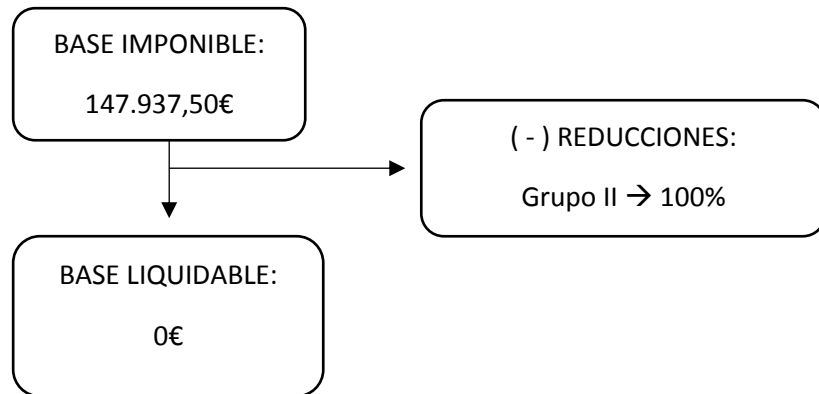 BASE IMPONIBLE:
147.937,50€
( - ) REDUCCIONES:
Grupo II → 100%
BASE LIQUIDABLE:
0€